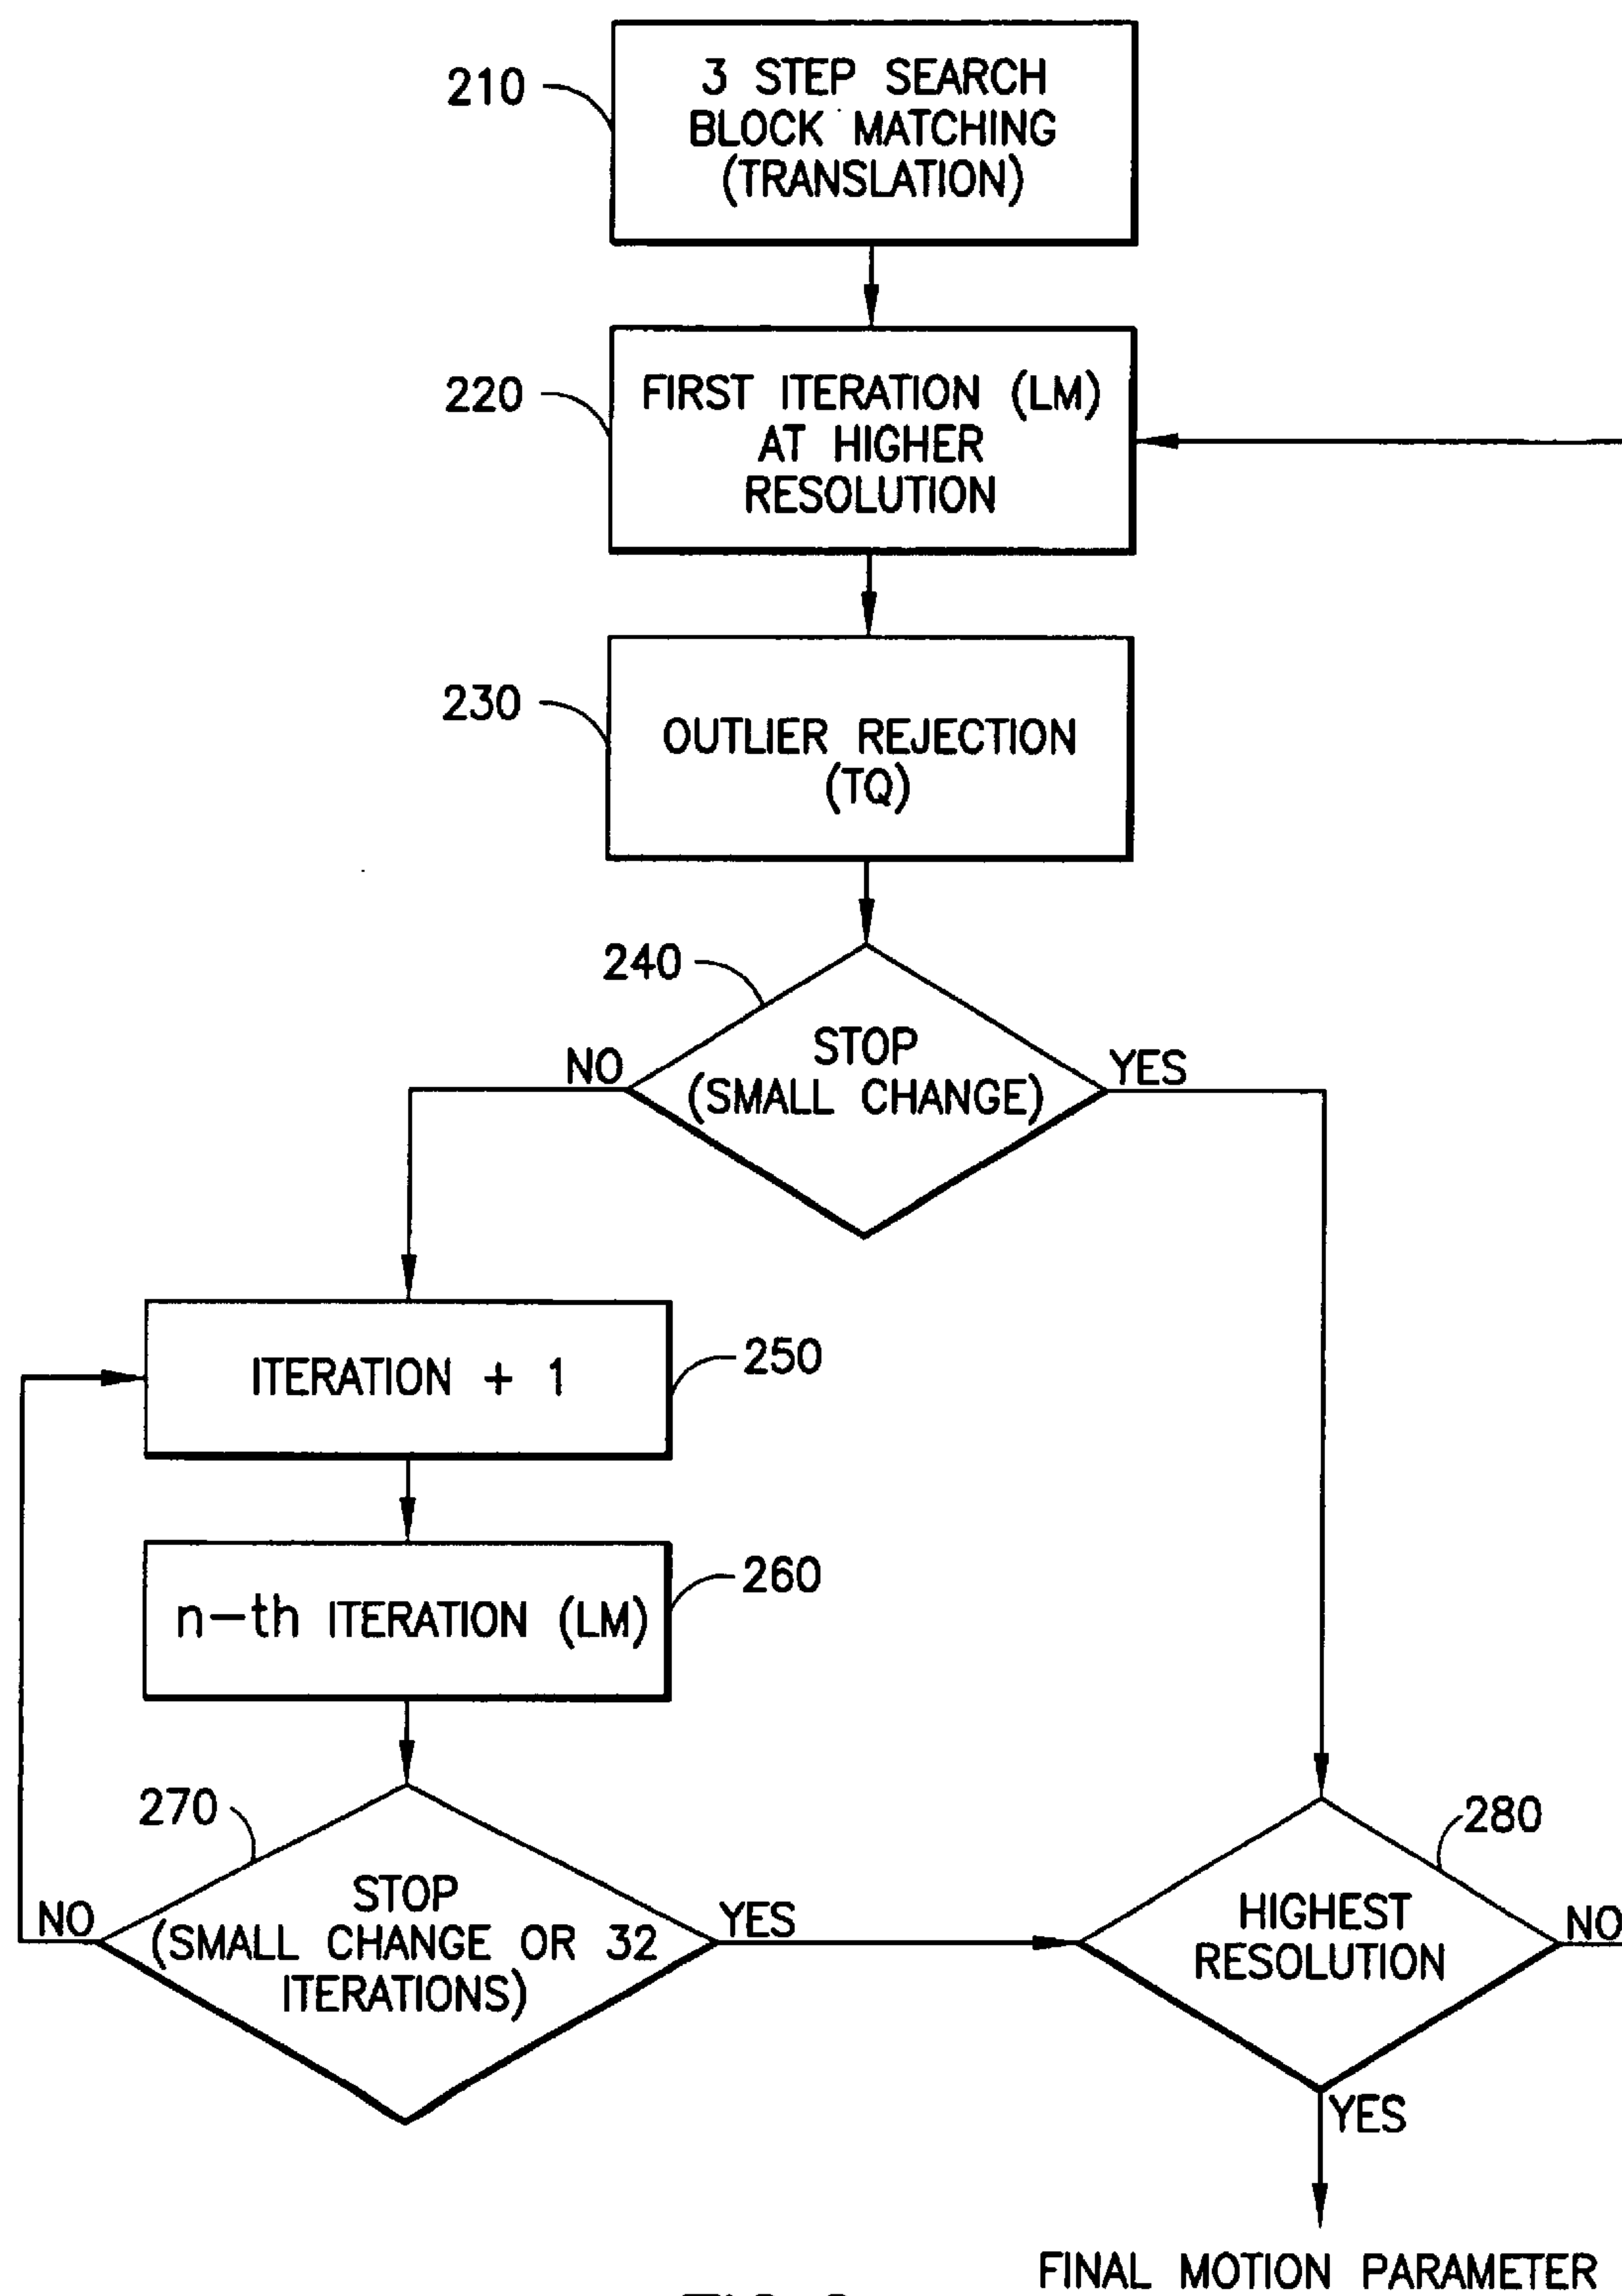 210
3 STEP SEARCH
BLOCK MATCHING
(TRANSLATION)
220
FIRST ITERATION (LM)
AT HIGHER
RESOLUTION
230
OUTLIER REJECTION
(TQ)
240
STOP
(SMALL CHANGE)
NO
YES
ITERATION + 1
250
n-th ITERATION (LM)
260
270
STOP
(SMALL CHANGE OR 32
ITERATIONS)
NO
YES
280
HIGHEST
RESOLUTION
NO
YES
FINAL MOTION PARAMETER